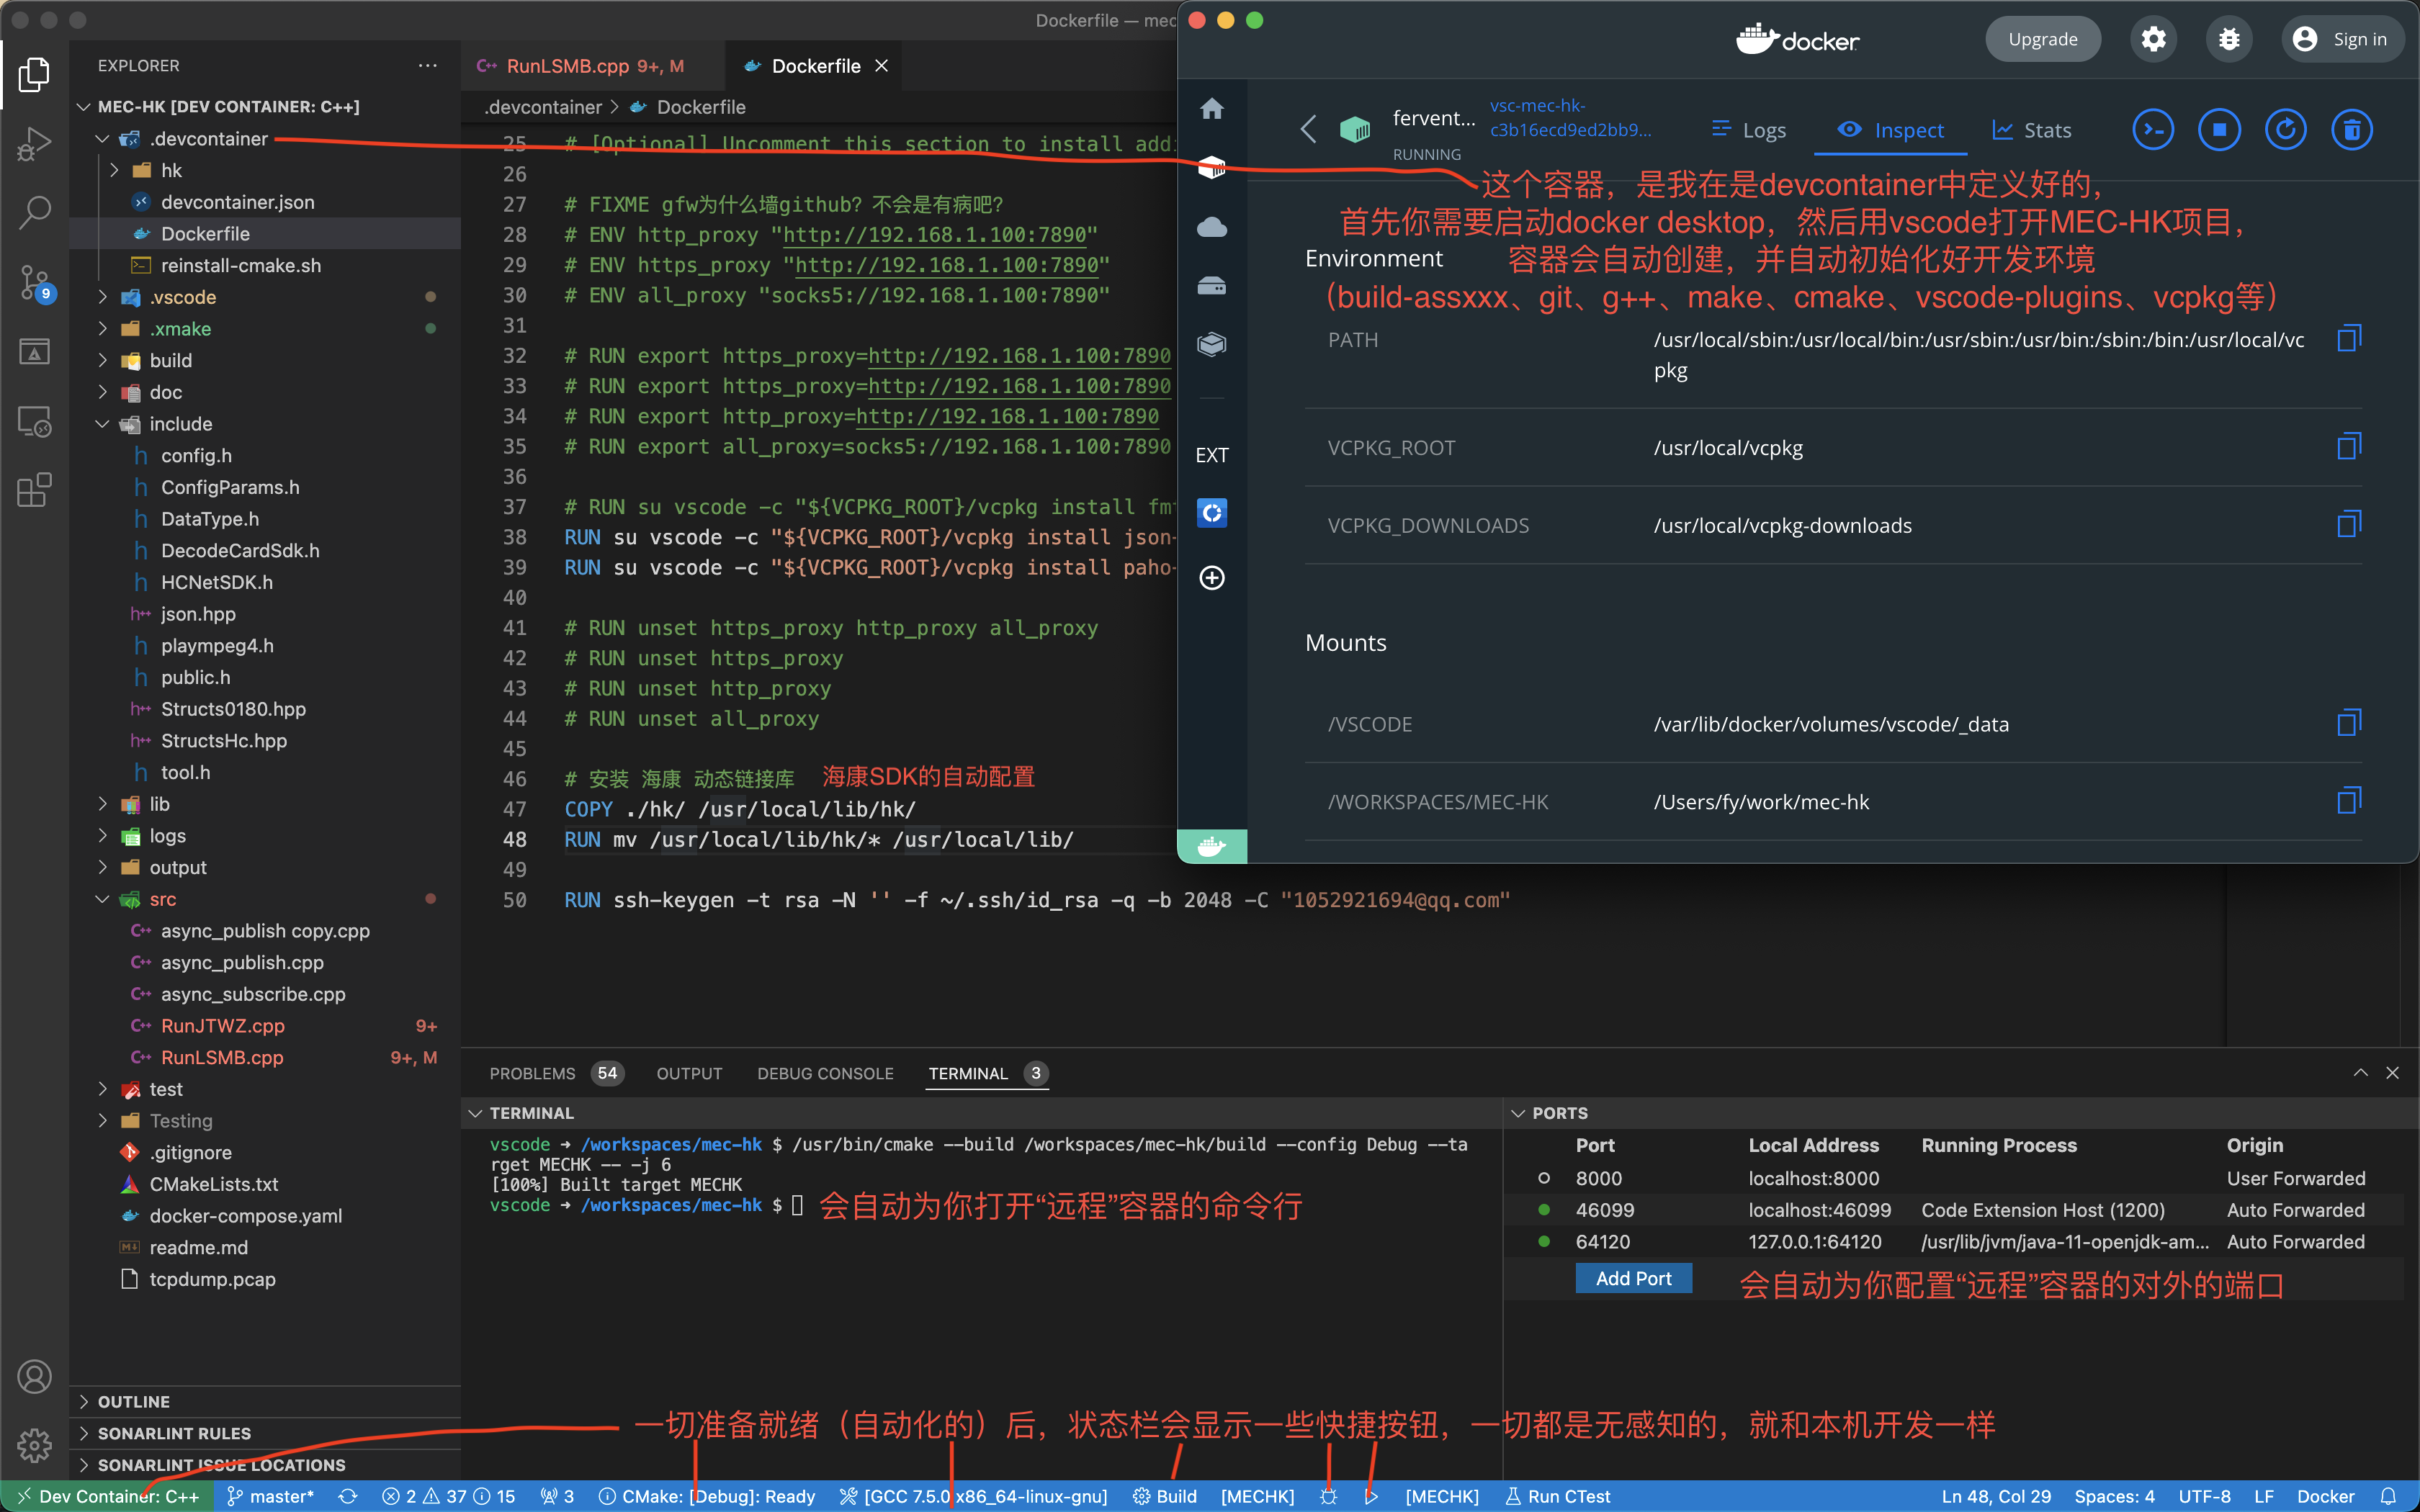 Dockerfile — mec
EXPLORER
MEC-HK [DEV CONTAINER: C++]
.devcontainer
hk
devcontainer.json
Dockerfile
reinstall-cmake.sh
.vscode
.xmake
build
doc
include
config.h
ConfigParams.h
DataType.h
DecodeCardSdk.h
HCNetSDK.h
json.hpp
plaympeg4.h
public.h
Structs0180.hpp
StructsHc.hpp
tool.h
lib
logs
output
src
async_publish copy.cpp
async_publish.cpp
async_subscribe.cpp
RunJTWZ.cpp 9+
RunLSMB.cpp 9+, M
test
Testing
.gitignore
CMakeLists.txt
docker-compose.yaml
readme.md
tcpdump.pcap
OUTLINE
SONARLINT RULES
SONARLINT ISSUE LOCATIONS
9
RunLSMB.cpp 9+, M
Dockerfile
.devcontainer > Dockerfile
25 # [Optional] Uncomment this section to install addi
26
27 # FIXME gfw为什么墙github？不会是有病吧？
28 # ENV http_proxy "http://192.168.1.100:7890"
29 # ENV https_proxy "http://192.168.1.100:7890"
30 # ENV all_proxy "socks5://192.168.1.100:7890"
31
32 # RUN export https_proxy=http://192.168.1.100:7890
33 # RUN export https_proxy=http://192.168.1.100:7890
34 # RUN export http_proxy=http://192.168.1.100:7890
35 # RUN export all_proxy=socks5://192.168.1.100:7890
36
37 # RUN su vscode -c "${VCPKG_ROOT}/vcpkg install fmt
38 RUN su vscode -c "${VCPKG_ROOT}/vcpkg install json-
39 RUN su vscode -c "${VCPKG_ROOT}/vcpkg install paho-
40
41 # RUN unset https_proxy http_proxy all_proxy
42 # RUN unset https_proxy
43 # RUN unset http_proxy
44 # RUN unset all_proxy
45
46 # 安装 海康 动态链接库 海康SDK的自动配置
47 COPY ./hk/ /usr/local/lib/hk/
48 RUN mv /usr/local/lib/hk/* /usr/local/lib/
49
50 RUN ssh-keygen -t rsa -N '' -f ~/.ssh/id_rsa -q -b 2048 -C "1052921694@qq.com"
docker
Upgrade
Sign in
fervent...
RUNNING
vsc-mec-hk-
c3b16ecd9ed2bb9...
Logs
Inspect
Stats
这个容器，是我在是devcontainer中定义好的，
首先你需要启动docker desktop，然后用vscode打开MEC-HK项目，
容器会自动创建，并自动初始化好开发环境
（build-assxxx、git、g++、make、cmake、vscode-plugins、vcpkg等）
EXT
Environment
PATH /usr/local/sbin:/usr/local/bin:/usr/sbin:/usr/bin:/sbin:/bin:/usr/local/vc
pkg
VCPKG_ROOT /usr/local/vcpkg
VCPKG_DOWNLOADS /usr/local/vcpkg-downloads
Mounts
/VSCODE /var/lib/docker/volumes/vscode/_data
/WORKSPACES/MEC-HK /Users/fy/work/mec-hk
PROBLEMS 54 OUTPUT DEBUG CONSOLE TERMINAL 3
TERMINAL
vscode → /workspaces/mec-hk $ /usr/bin/cmake --build /workspaces/mec-hk/build --config Debug --ta
rget MECHK -- -j 6
[100%] Built target MECHK
vscode → /workspaces/mec-hk $ 会自动为你打开“远程”容器的命令行
PORTS
Port Local Address Running Process Origin
8000 localhost:8000 User Forwarded
46099 localhost:46099 Code Extension Host (1200) Auto Forwarded
64120 127.0.0.1:64120 /usr/lib/jvm/java-11-openjdk-am... Auto Forwarded
Add Port
会自动为你配置“远程”容器的对外的端口
一切准备就绪（自动化的）后，状态栏会显示一些快捷按钮，一切都是无感知的，就和本机开发一样
Dev Container: C++ master* 2 37 15 3 CMake: [Debug]: Ready [GCC 7.5.0 x86_64-linux-gnu] Build [MECHK] [MECHK] Run CTest Ln 48, Col 29 Spaces: 4 UTF-8 LF Docker